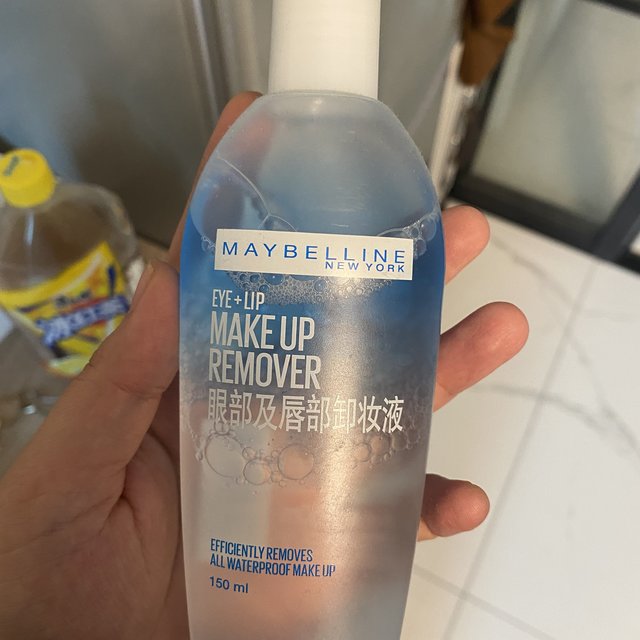 MAYBELLINE
NEW YORK
EYE + LIP
MAKE UP
REMOVER
眼部及唇部卸妆液
EFFICIENTLY REMOVES
ALL WATERPROOF MAKE UP
150 ml